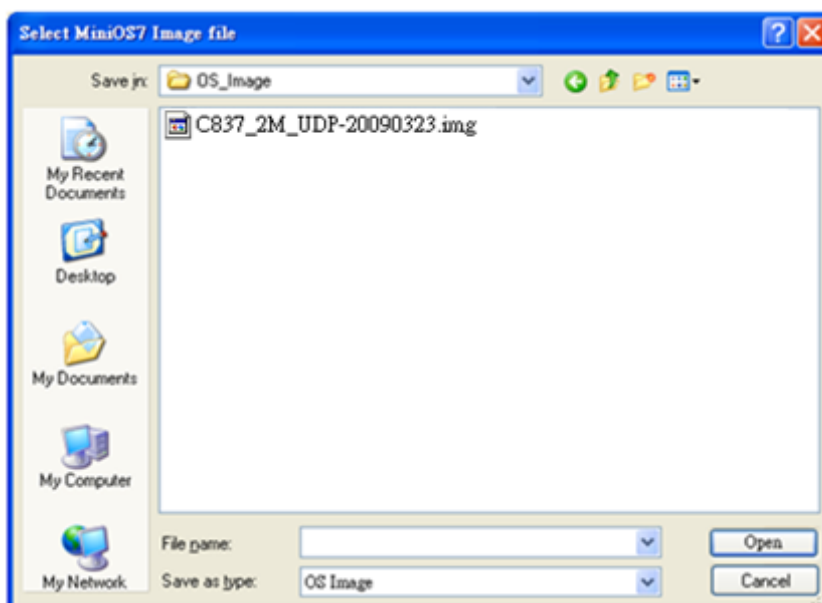 Select MiniOS7 Image file
Save in:
OS_Image
C837_2M_UDP-20090323.img
My Recent
Documents
Desktop
My Documents
My Computer
My Network
File name:
Open
Save as type:
OS Image
Cancel